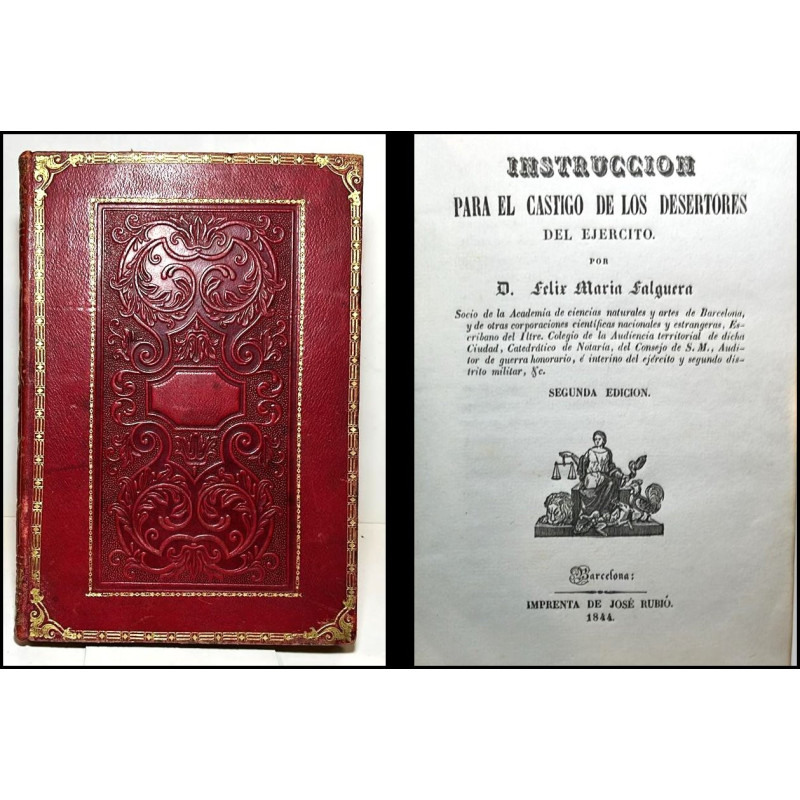 INSTRUCCION
PARA EL CASTIGO DE LOS DESERTORES
DEL EJERCITO.
POR
D. Felix Maria Falguera
Socio de la Academia de ciencias naturales y artes de Barcelona,
y de otras corporaciones científicas nacionales y estrangeras, Es-
cribano del Iltre. Colegio de la Audiencia territorial de dicha
Ciudad, Catedrático de Notaría, del Consejo de S. M., Audi-
tor de guerra honorario, é interino del ejército y segundo dis-
trito militar, &c.
SEGUNDA EDICION.
Barcelona:
IMPRENTA DE JOSÉ RUBIÓ.
1844.